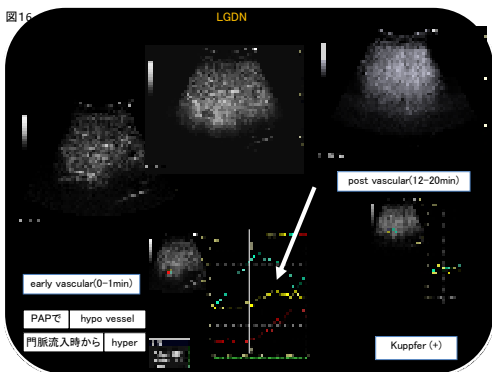 図16
LGDN
post vascular(12-20min)
early vascular(0-1min)
PAPで hypo vessel
門脈流入時から hyper
Kuppfer (+)